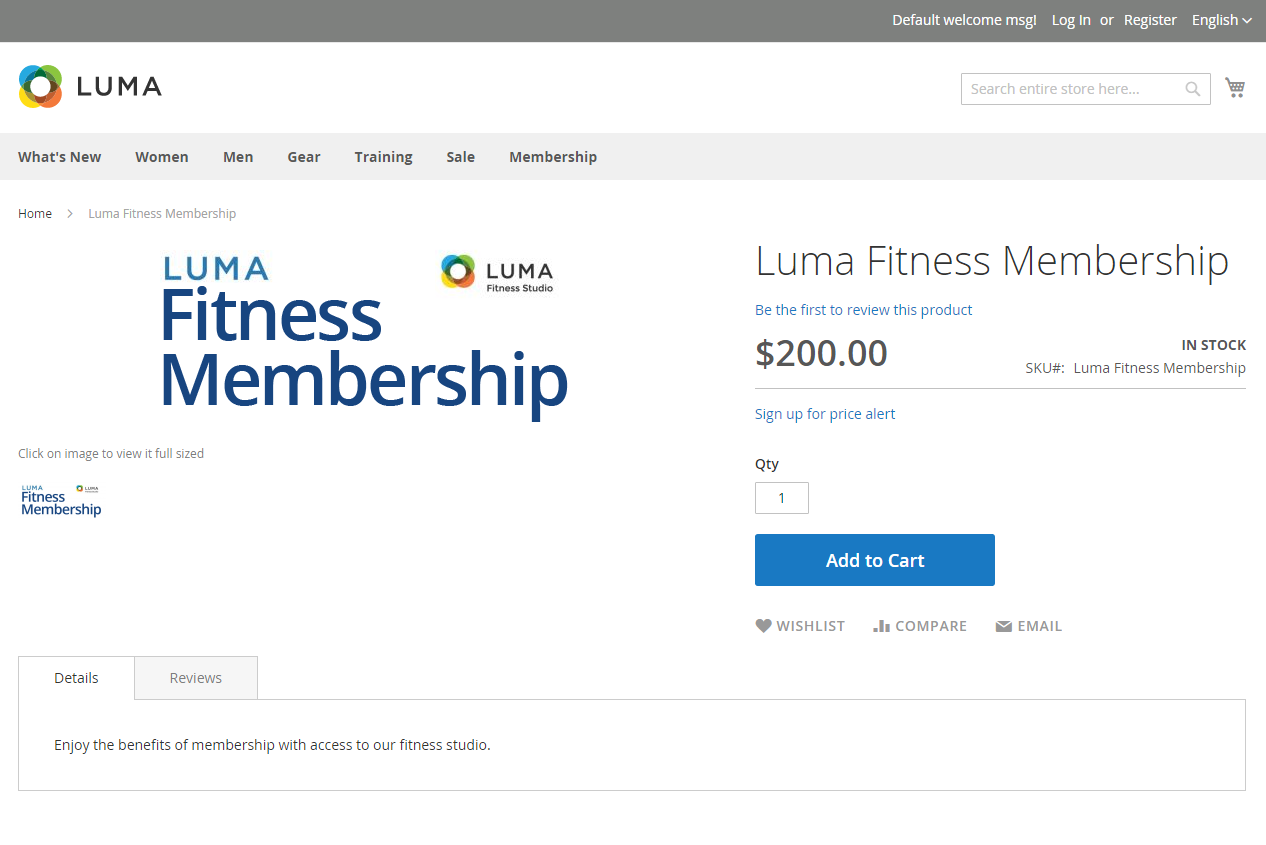 Default welcome msg! Log In or Register English
LUMA
Search entire store here...
What's New Women Men Gear Training Sale Membership
Home > Luma Fitness Membership
LUMA
Fitness
Membership
LUMA
Fitness Studio
Click on image to view it full sized
LUMA
Fitness
Membership
LUMA
Luma Fitness Membership
Be the first to review this product
$200.00
IN STOCK
SKU#: Luma Fitness Membership
Sign up for price alert
Qty
1
Add to Cart
WISHLIST COMPARE EMAIL
Details Reviews
Enjoy the benefits of membership with access to our fitness studio.